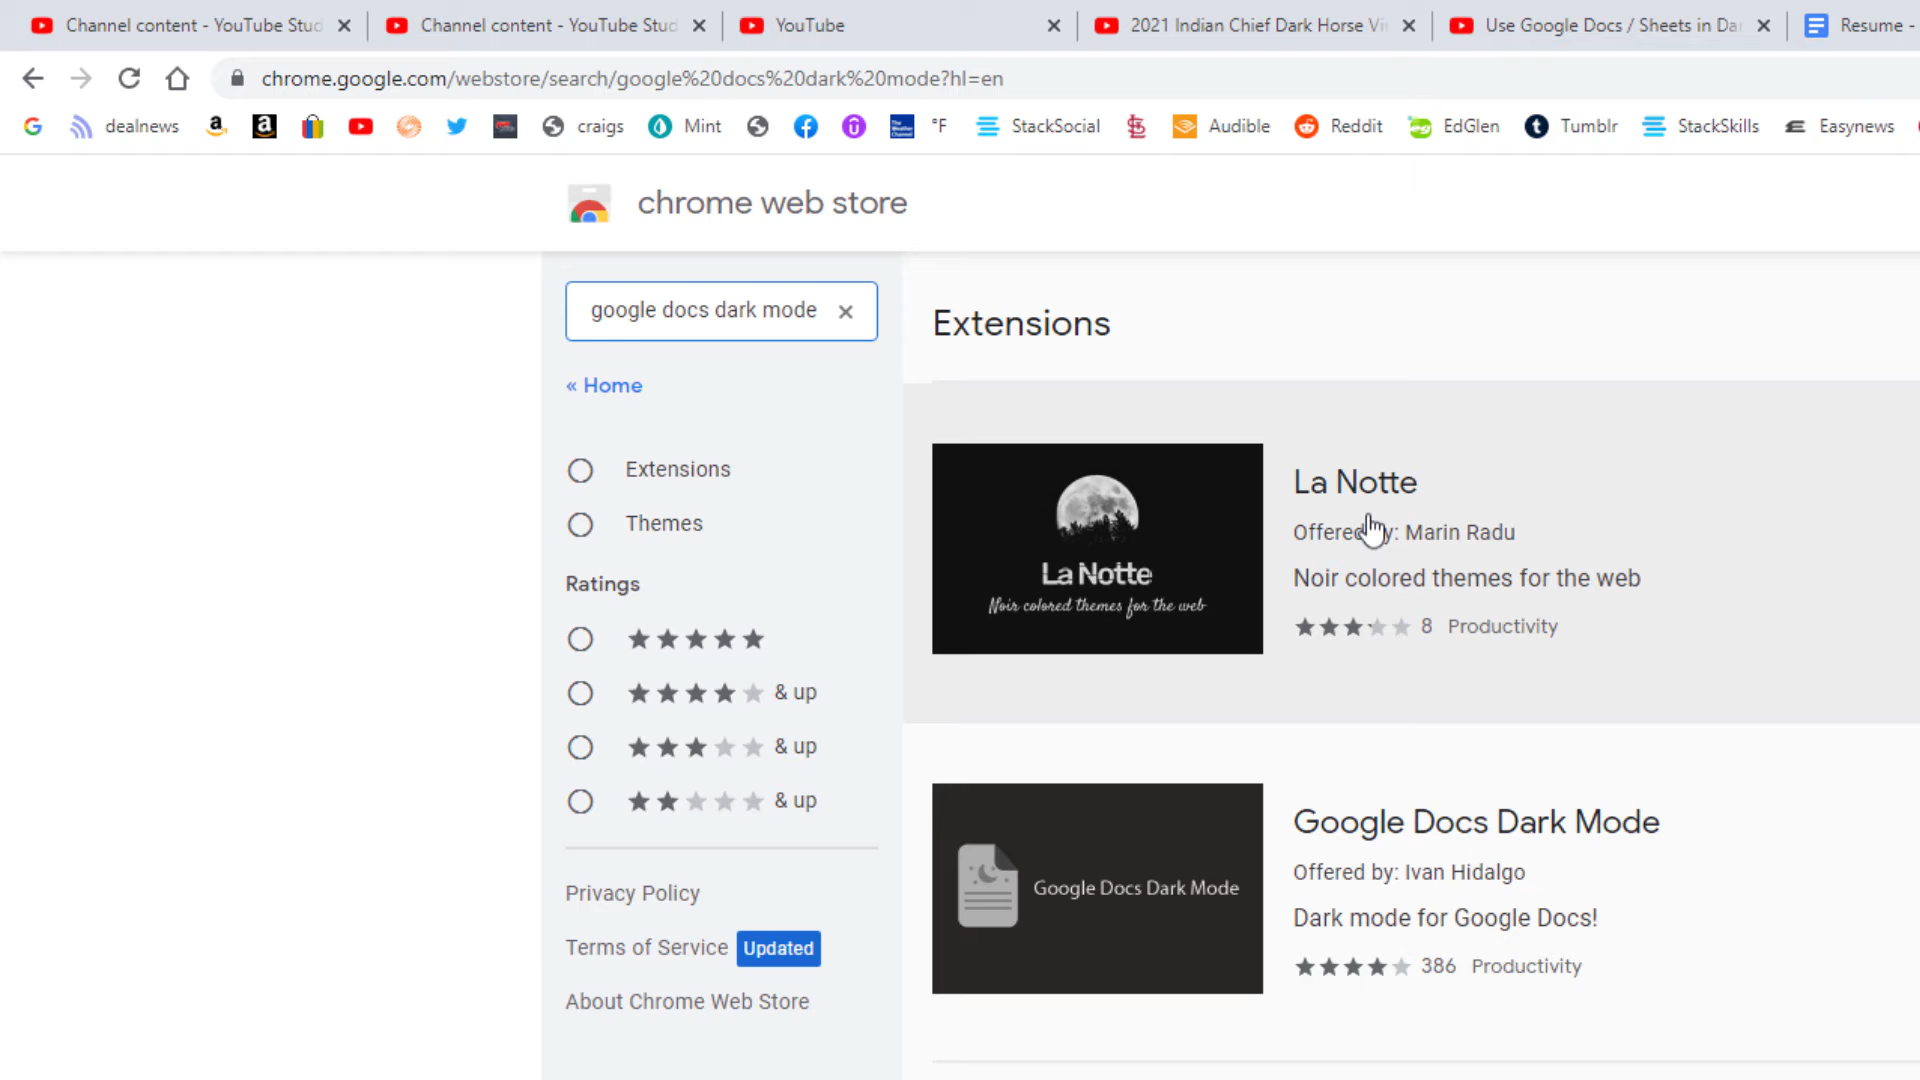 Channel content - YouTube Stud
Channel content - YouTube Stud
YouTube
2021 Indian Chief Dark Horse Vi
Use Google Docs / Sheets in Dar
Resume -
chrome.google.com/webstore/search/google%20docs%20dark%20mode?hl=en
dealnews
craigs
Mint
°F
StackSocial
Audible
Reddit
EdGlen
Tumblr
StackSkills
Easynews
chrome web store
google docs dark mode
« Home
Extensions
Themes
Ratings
& up
& up
& up
Privacy Policy
Terms of Service Updated
About Chrome Web Store
Extensions
La Notte
Noir colored themes for the web
La Notte
Offered by: Marin Radu
Noir colored themes for the web
8 Productivity
Google Docs Dark Mode
Google Docs Dark Mode
Offered by: Ivan Hidalgo
Dark mode for Google Docs!
386 Productivity